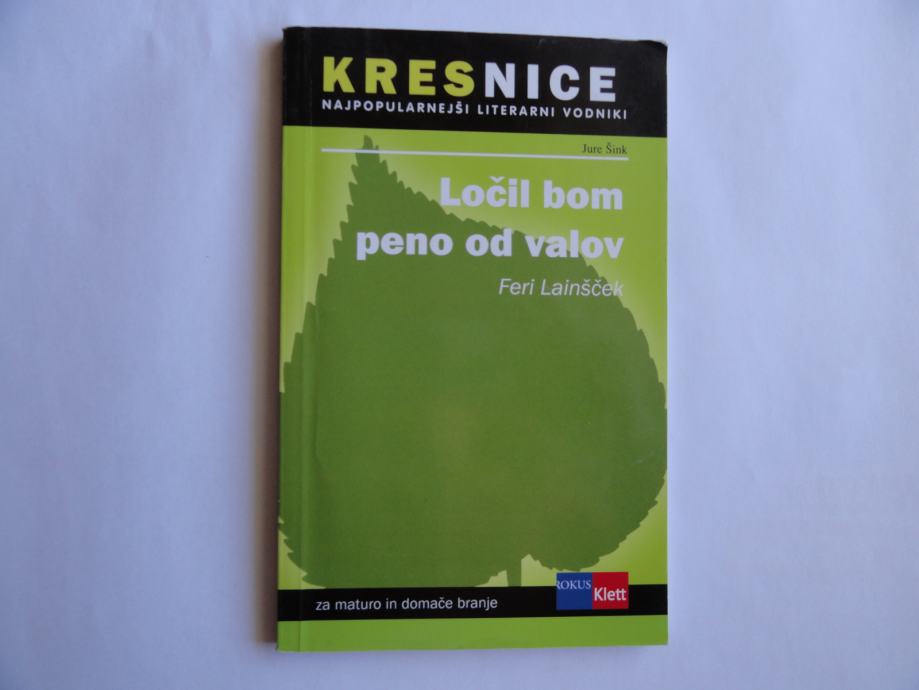 KRESNICE
NAJPOPULARNEJŠI LITERARNI VODNIKI
Jure Šink
Ločil bom
peno od valov
Feri Lainšček
za maturo in domače branje
ROKUS
Klett